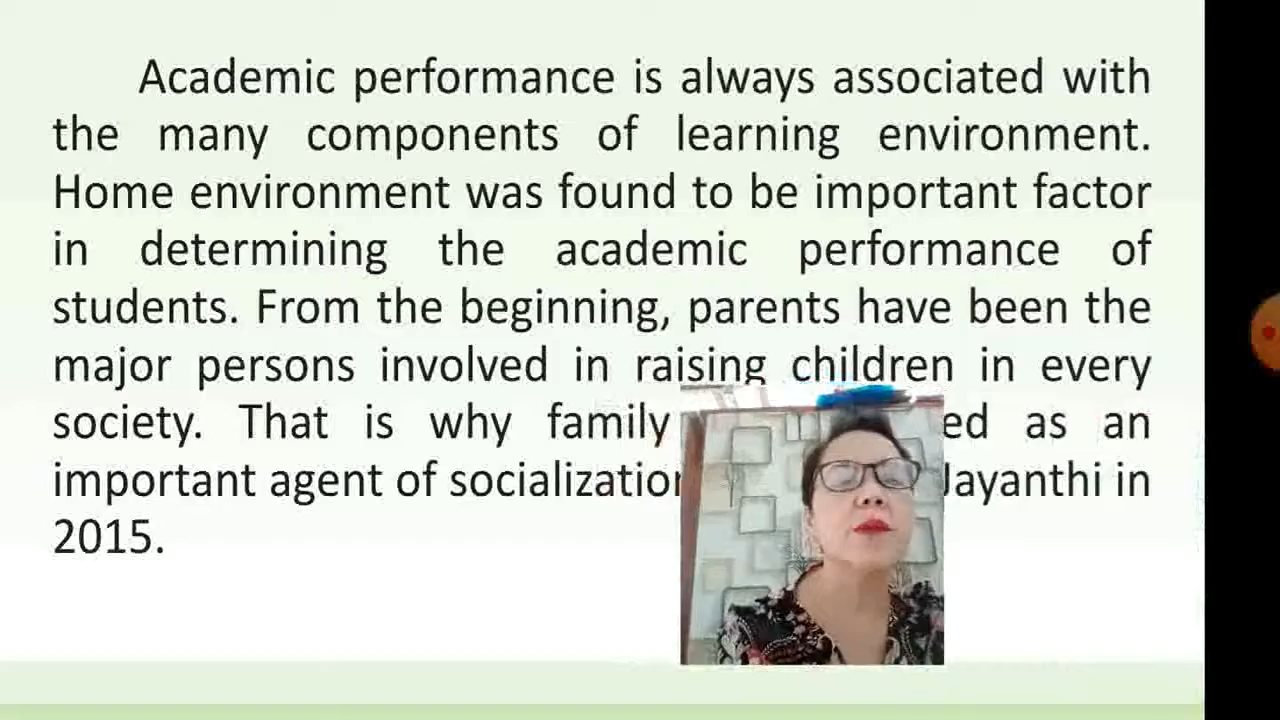 Academic performance is always associated with
the many components of learning environment.
Home environment was found to be important factor
in determining the academic performance of
students. From the beginning, parents have been the
major persons involved in raising children in every
society. That is why family as an
important agent of socialization Jayanthi in
2015.